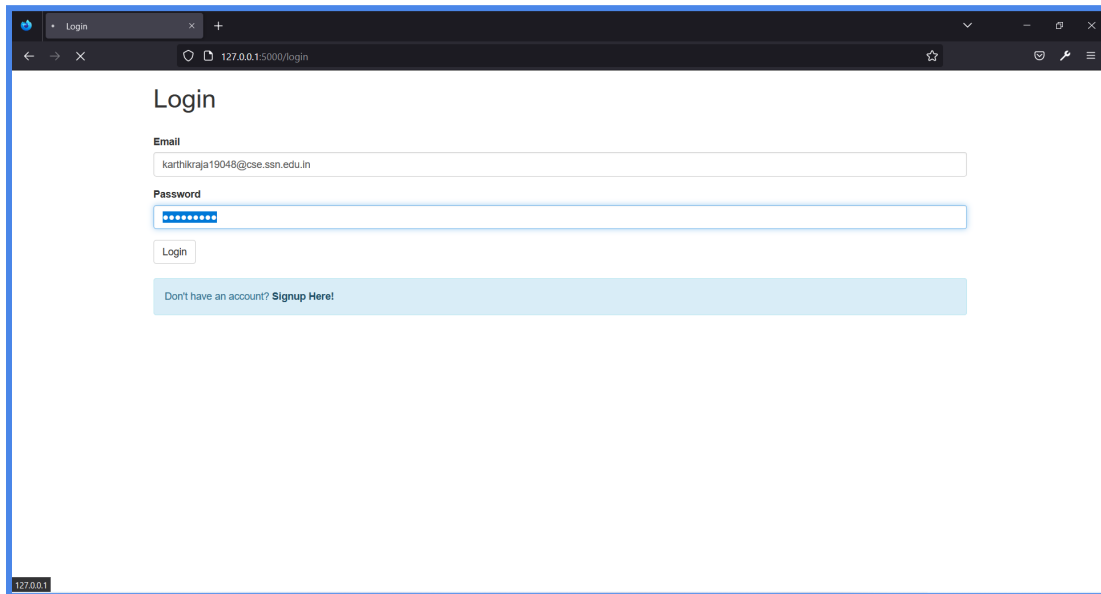 Login
127.0.0.1:5000/login
Login
Email
karthikraja19048@cse.ssn.edu.in
Password
●●●●●●●●●
Login
Don't have an account? Signup Here!
127.0.0.1